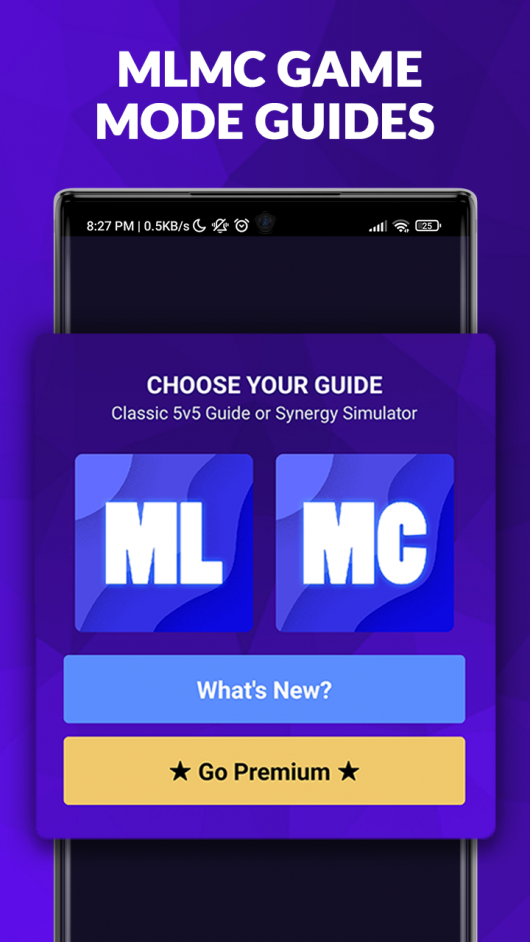 MLMC GAME
MODE GUIDES
8:27 PM | 0.5KB/s
25
CHOOSE YOUR GUIDE
Classic 5v5 Guide or Synergy Simulator
ML
MC
What's New?
★ Go Premium ★